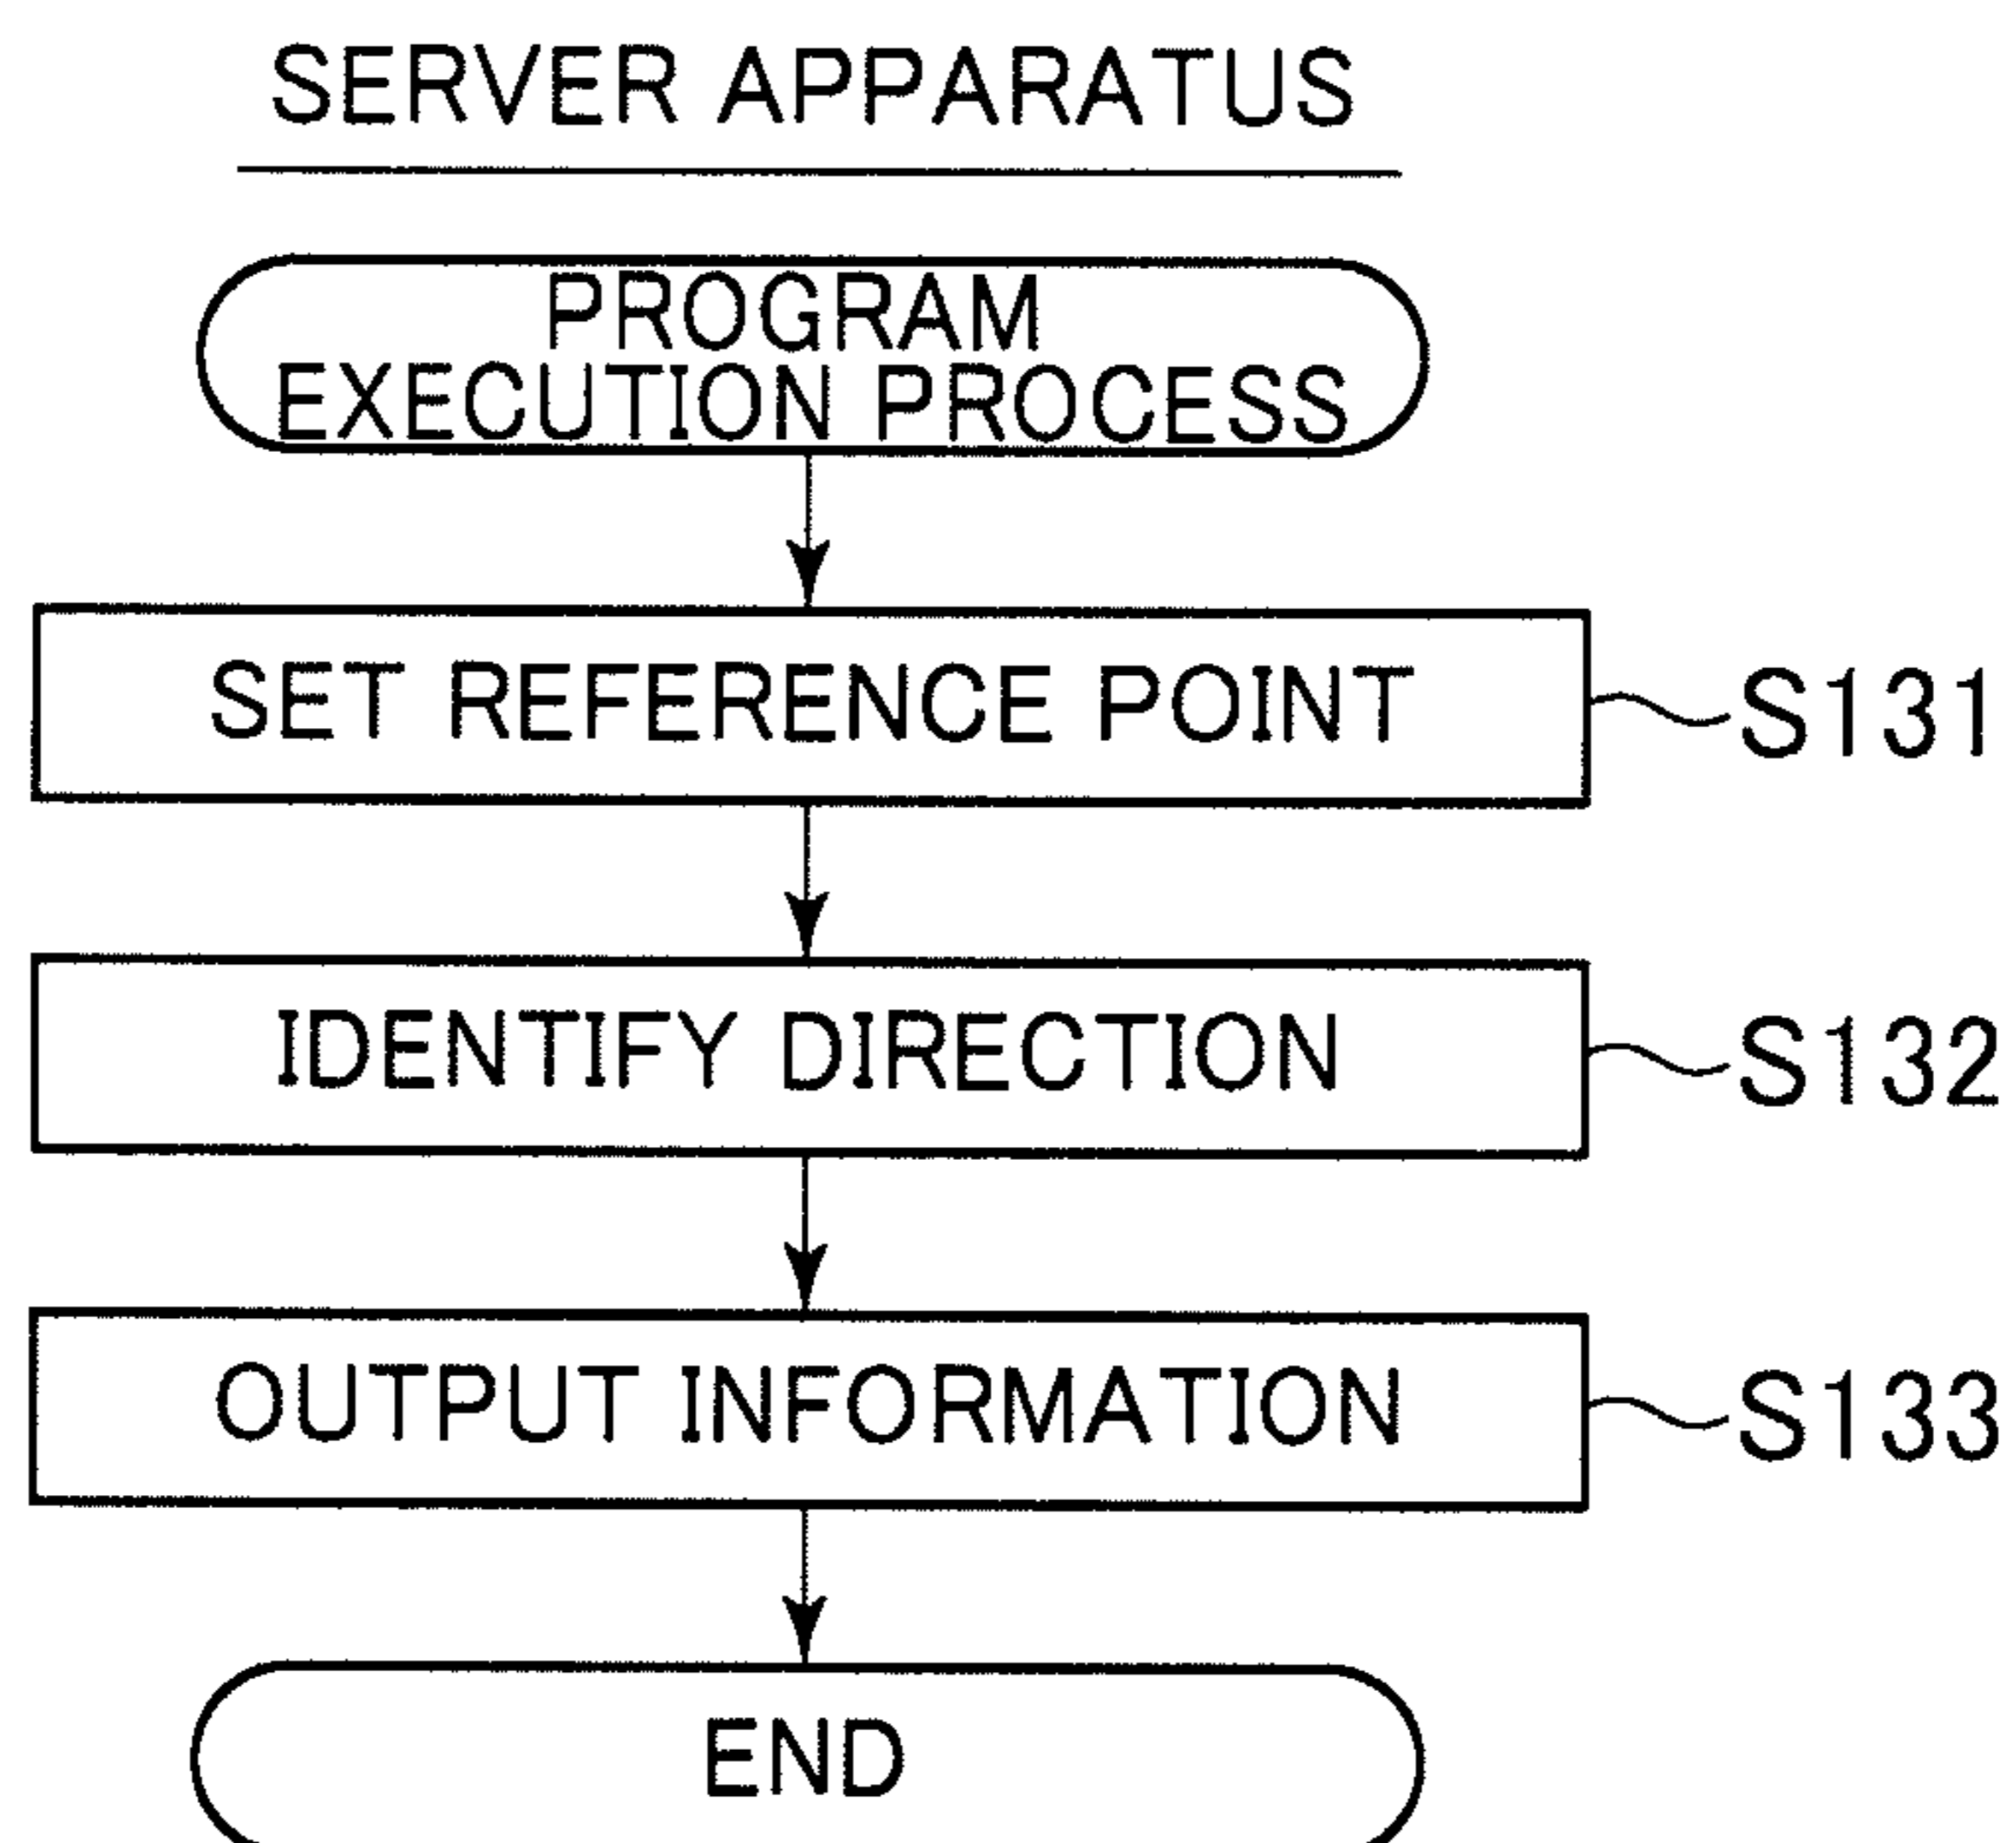 SERVER APPARATUS
PROGRAM
EXECUTION PROCESS
SET REFERENCE POINT
S131
IDENTIFY DIRECTION
S132
OUTPUT INFORMATION
S133
END